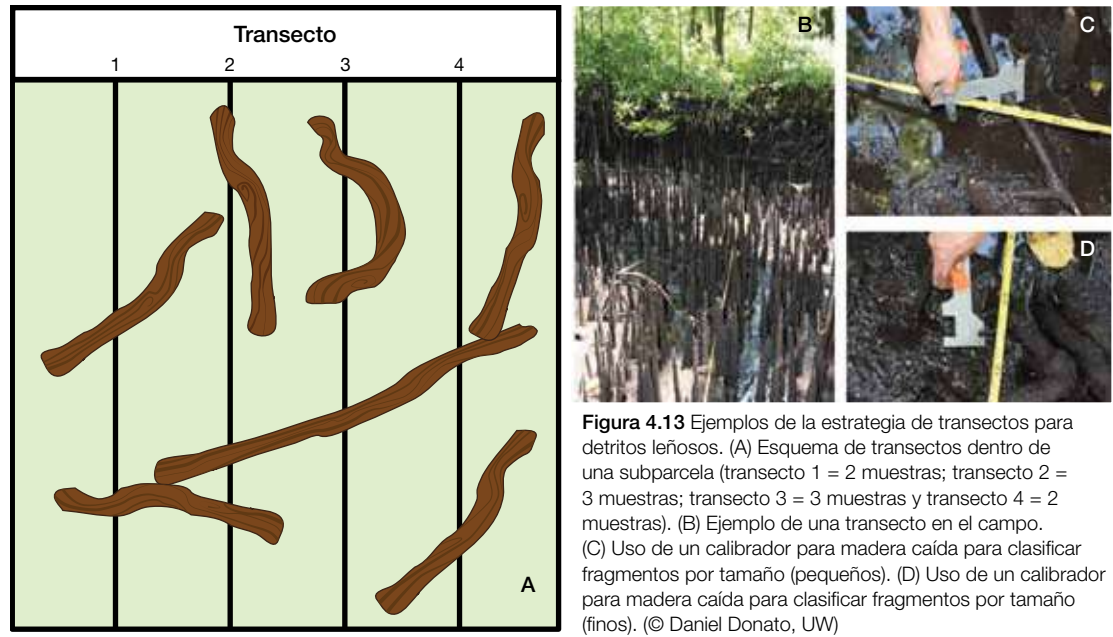 Transecto
1 2 3 4
A
B
C
D
Figura 4.13 Ejemplos de la estrategia de transectos para
detritos leñosos. (A) Esquema de transectos dentro de
una subparcela (transecto 1 = 2 muestras; transecto 2 =
3 muestras; transecto 3 = 3 muestras y transecto 4 = 2
muestras). (B) Ejemplo de una transecto en el campo.
(C) Uso de un calibrador para madera caída para clasificar
fragmentos por tamaño (pequeños). (D) Uso de un calibrador
para madera caída para clasificar fragmentos por tamaño
(finos). (© Daniel Donato, UW)